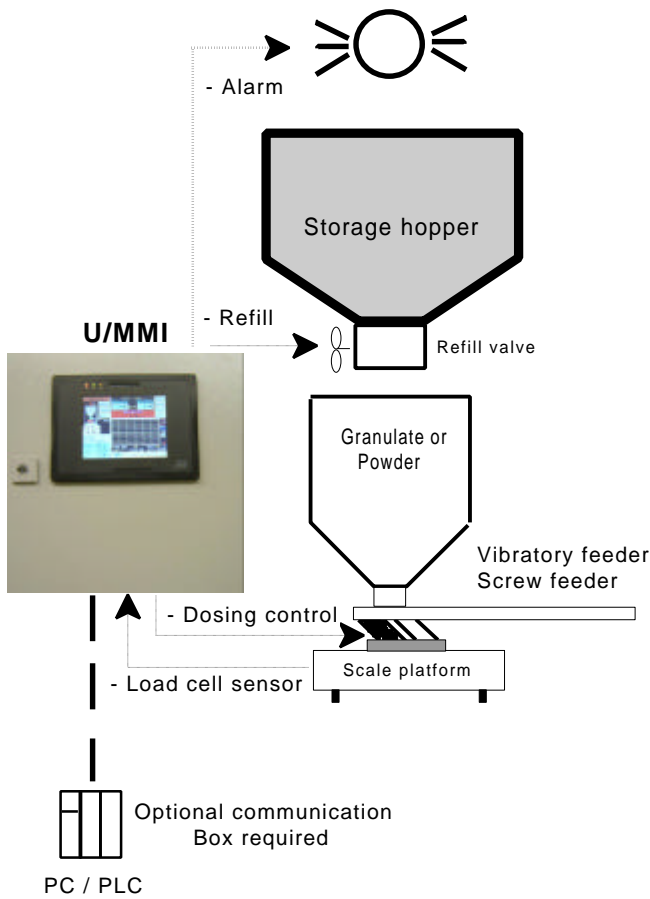 - Alarm
Storage hopper
- Refill
U/MMI
Refill valve
Granulate or
Powder
Vibratory feeder
Screw feeder
- Dosing control
- Load cell sensor
Scale platform
Optional communication
Box required
PC / PLC